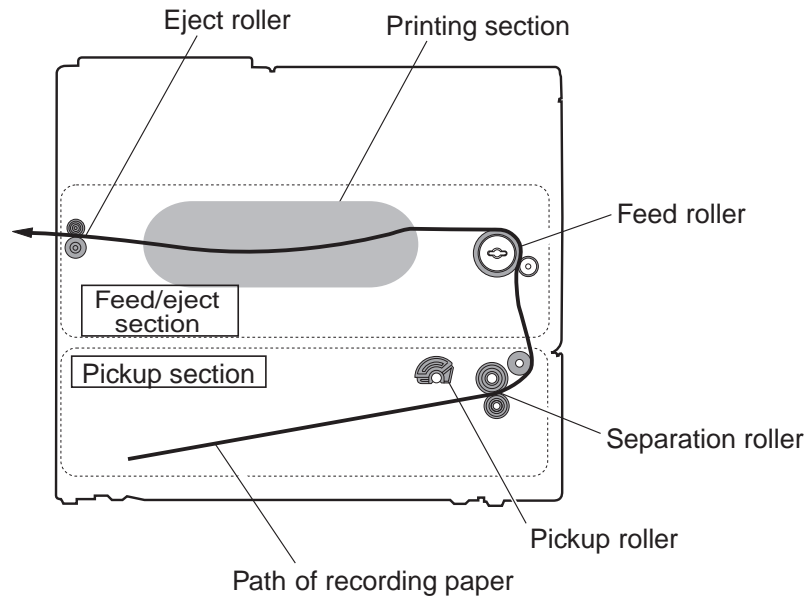 Eject roller
Printing section
Feed roller
Feed/eject
section
Pickup section
Separation roller
Pickup roller
Path of recording paper